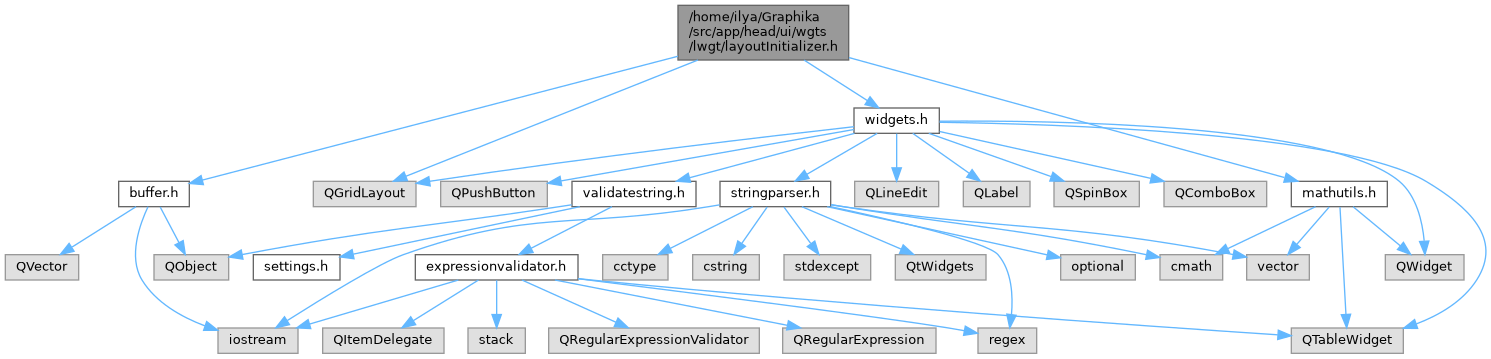 /home/ilya/Graphika
/src/app/head/ui/wgts
/lwgt/layoutInitializer.h
widgets.h
buffer.h
QGridLayout
QPushButton
validatestring.h
stringparser.h
QLineEdit
QLabel
QSpinBox
QComboBox
mathutils.h
QVector
QObject
settings.h
expressionvalidator.h
cctype
cstring
stdexcept
QtWidgets
optional
cmath
vector
QWidget
iostream
QItemDelegate
stack
QRegularExpressionValidator
QRegularExpression
regex
QTableWidget